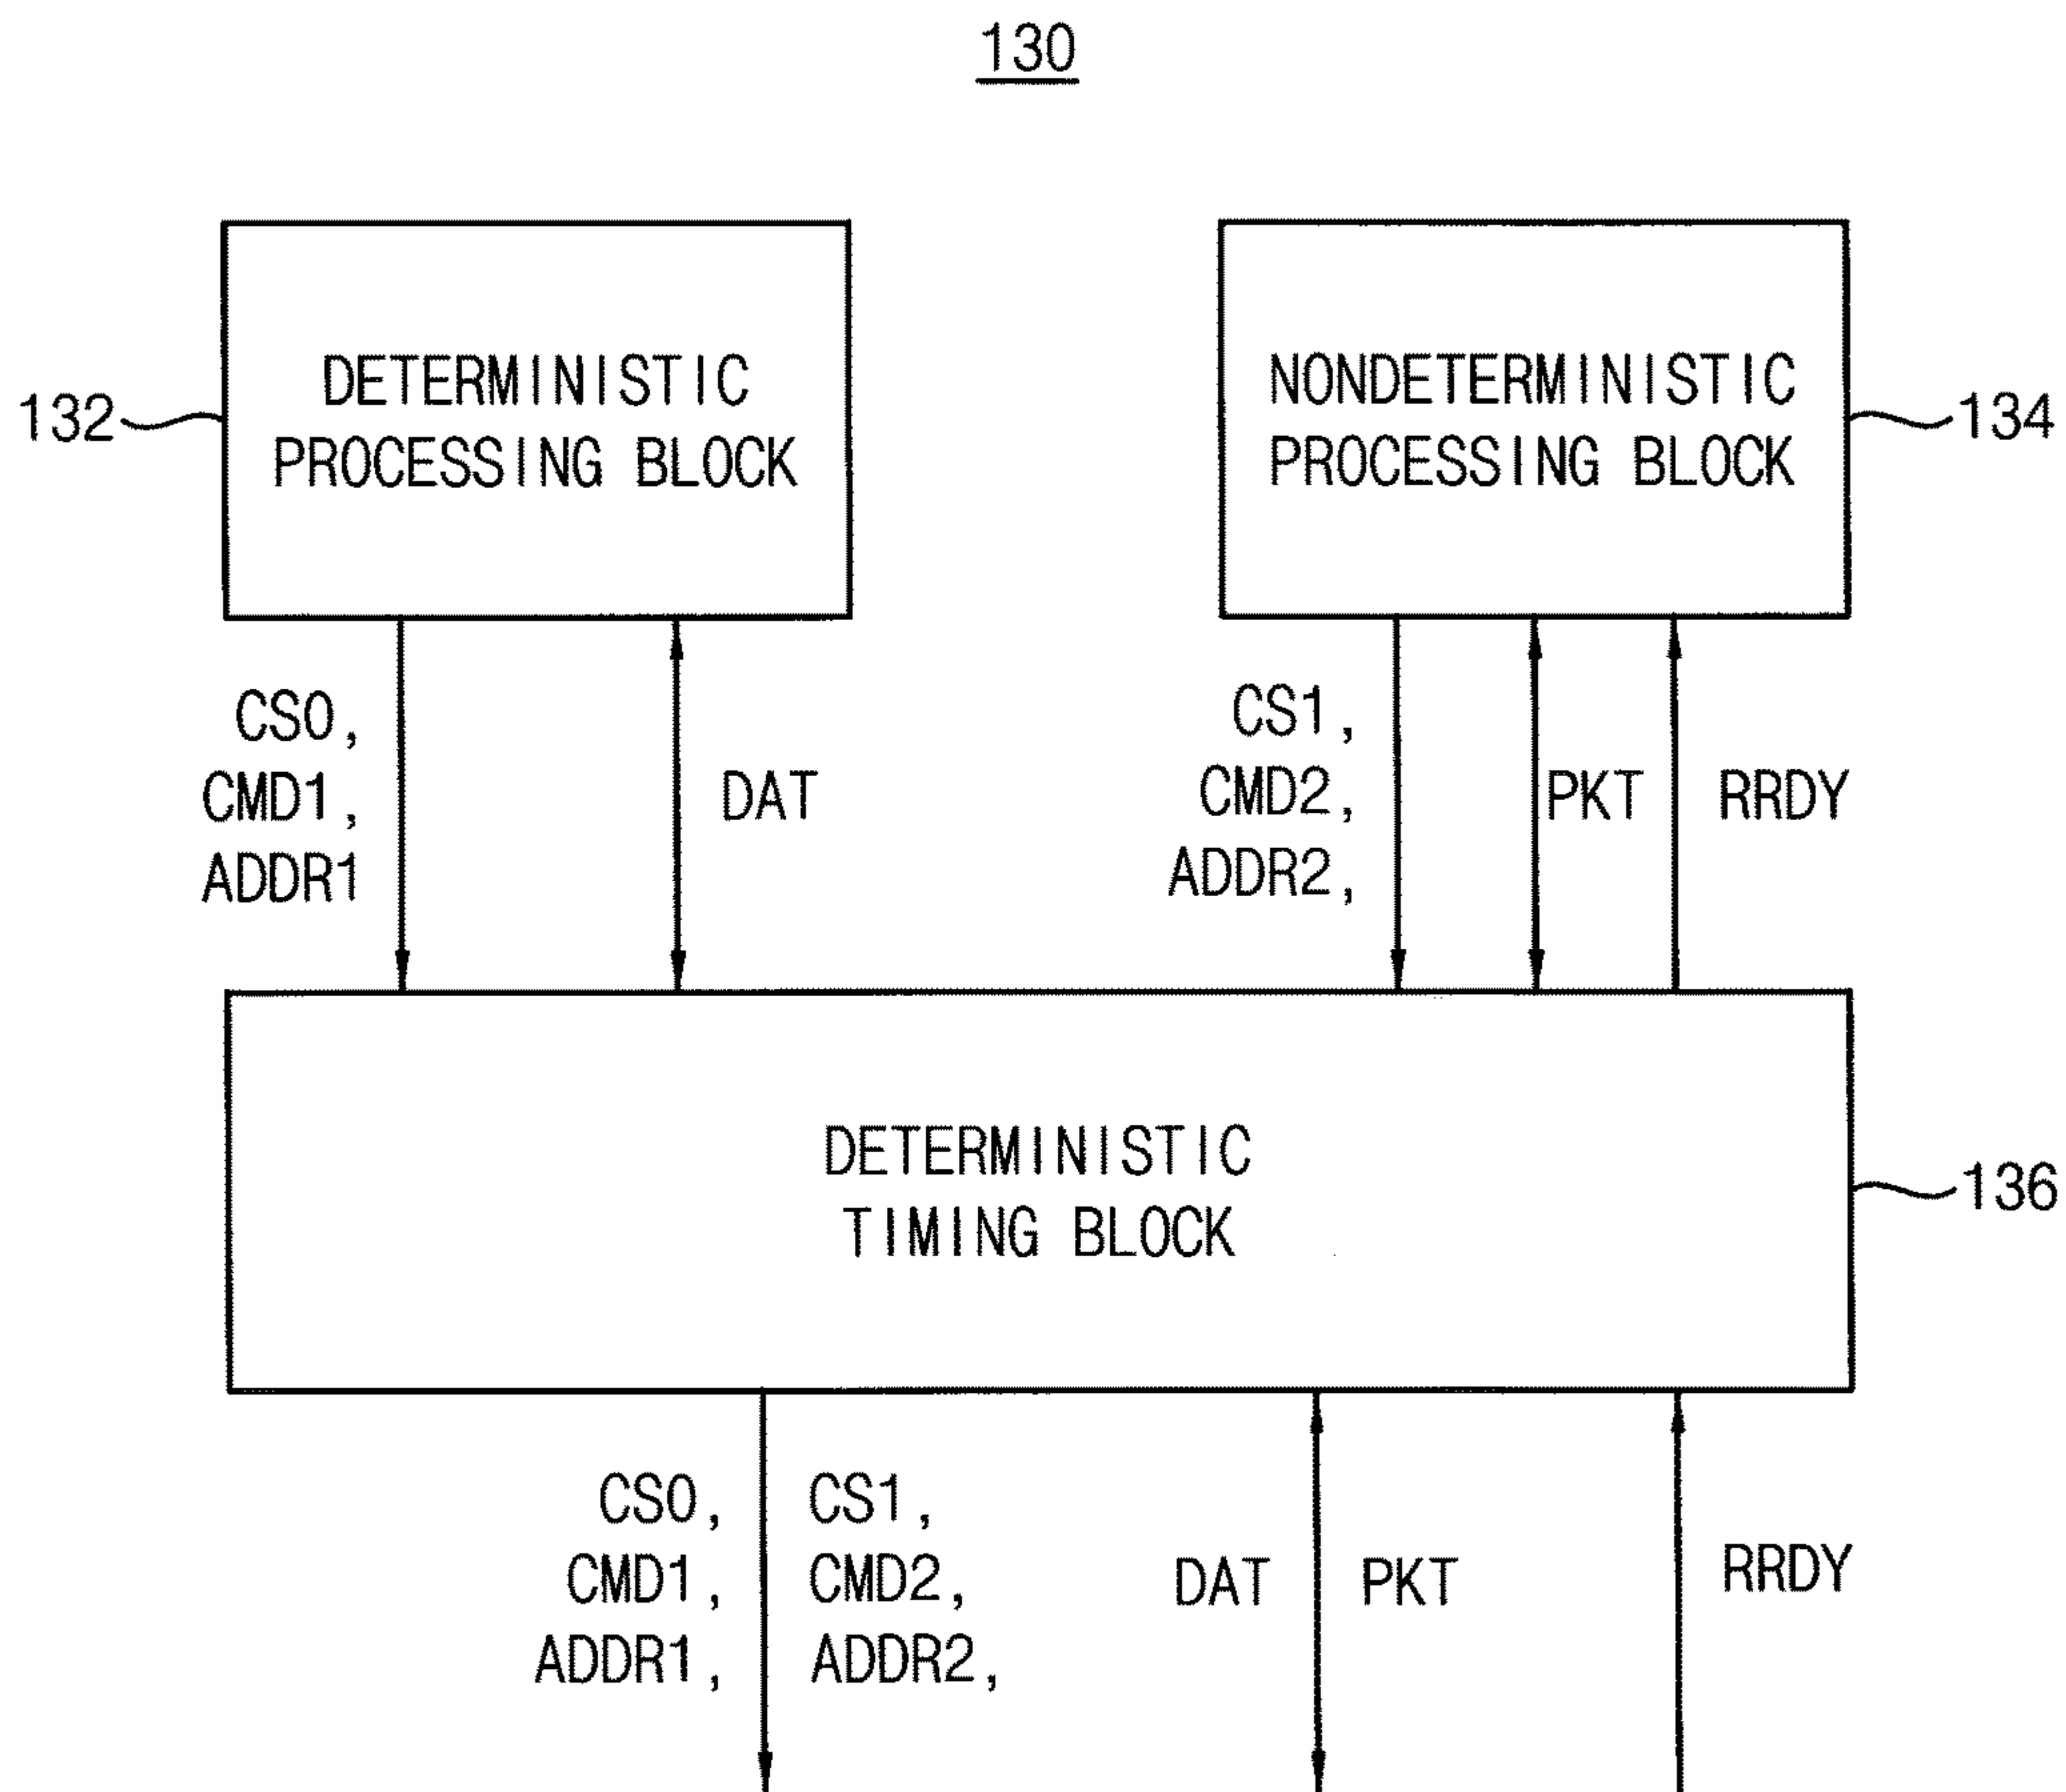 130
DETERMINISTIC
PROCESSING BLOCK
132
NONDETERMINISTIC
PROCESSING BLOCK
134
CS0,
CMD1,
ADDR1
DAT
CS1,
CMD2,
ADDR2,
PKT
RRDY
DETERMINISTIC
TIMING BLOCK
136
CS0,
CMD1,
ADDR1,
CS1,
CMD2,
ADDR2,
DAT
PKT
RRDY